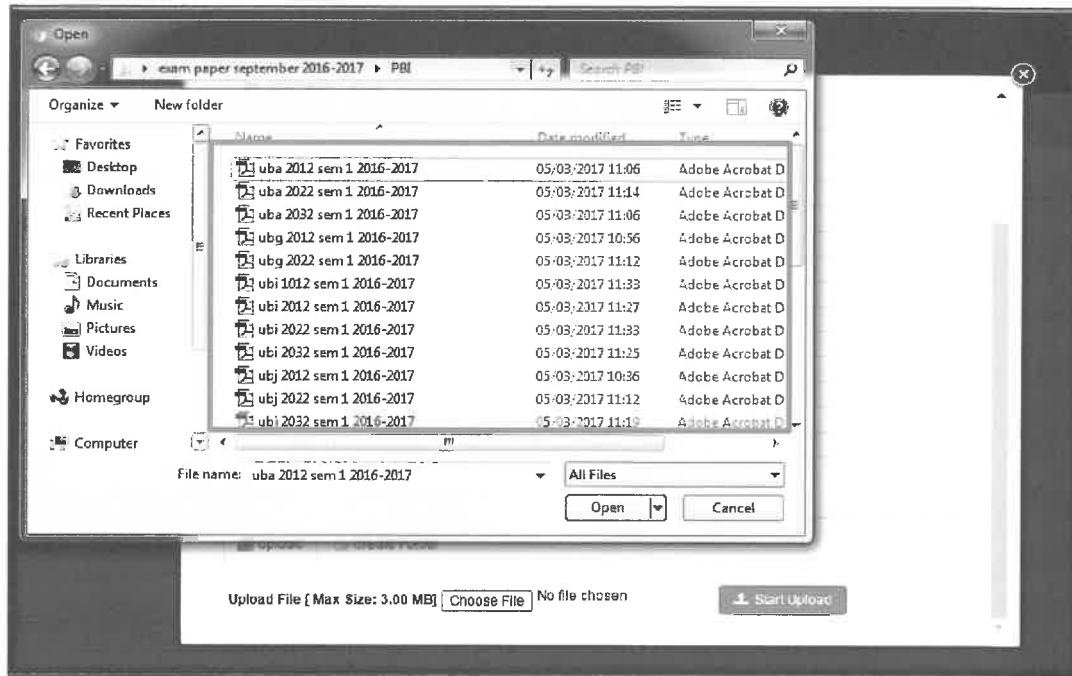 Open
exam paper september 2016-2017 ▸ PBI
Search PBI
Organize
New folder
Name
Date modified
Type
Favorites
Desktop
Downloads
Recent Places
Libraries
Documents
Music
Pictures
Videos
Homegroup
Computer
uba 2012 sem 1 2016-2017 05/03/2017 11:06 Adobe Acrobat D
uba 2022 sem 1 2016-2017 05/03/2017 11:14 Adobe Acrobat D
uba 2032 sem 1 2016-2017 05/03/2017 11:06 Adobe Acrobat D
ubg 2012 sem 1 2016-2017 05/03/2017 10:56 Adobe Acrobat D
ubg 2022 sem 1 2016-2017 05/03/2017 11:12 Adobe Acrobat D
ubi 1012 sem 1 2016-2017 05/03/2017 11:33 Adobe Acrobat D
ubi 2012 sem 1 2016-2017 05/03/2017 11:27 Adobe Acrobat D
ubi 2022 sem 1 2016-2017 05/03/2017 11:33 Adobe Acrobat D
ubi 2032 sem 1 2016-2017 05/03/2017 11:25 Adobe Acrobat D
ubj 2012 sem 1 2016-2017 05/03/2017 10:36 Adobe Acrobat D
ubj 2022 sem 1 2016-2017 05/03/2017 11:12 Adobe Acrobat D
ubj 2032 sem 1 2016-2017 05/03/2017 11:19 Adobe Acrobat D
File name: uba 2012 sem 1 2016-2017
All Files
Open
Cancel
Upload
Create Folder
Upload File [ Max Size: 3.00 MB] Choose File No file chosen
Start Upload